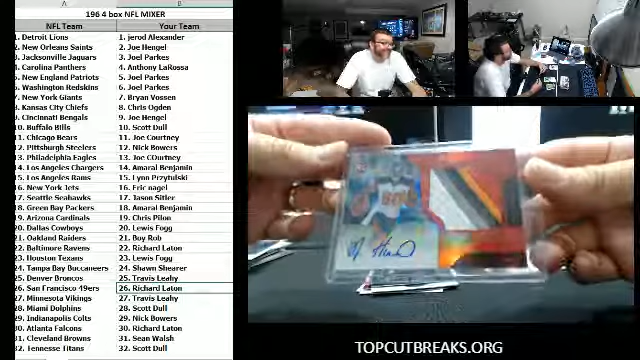 196 4 box NFL MIXER
NFL Team Your Team
1. Detroit Lions 1. jerod Alexander
2. New Orleans Saints 2. Joe Hengel
3. Jacksonville Jaguars 3. Joel Parkes
4. Carolina Panthers 4. Anthony LaRossa
5. New England Patriots 5. Joel Parkes
6. Washington Redskins 6. Joel Parkes
7. New York Giants 7. Bryan Vossen
8. Kansas City Chiefs 8. Chris Ogden
9. Cincinnati Bengals 9. Joe Hengel
10. Buffalo Bills 10. Scott Dull
11. Chicago Bears 11. Joe Courtney
12. Pittsburgh Steelers 12. Nick Bowers
13. Philadelphia Eagles 13. Joe COurtney
14. Los Angeles Chargers 14. Amaral Benjamin
15. Los Angeles Rams 15. Lynn Przytulski
16. New York Jets 16. Eric nagel
17. Seattle Seahawks 17. Jason Sitler
18. Green Bay Packers 18. Amaral Benjamin
19. Arizona Cardinals 19. Chris Pilon
20. Dallas Cowboys 20. Lewis Fogg
21. Oakland Raiders 21. Buy Rob
22. Baltimore Ravens 22. Richard Laton
23. Houston Texans 23. Lewis Fogg
24. Tampa Bay Buccaneers 24. Shawn Shearer
25. Denver Broncos 25. Travis Leahy
26. San Francisco 49ers 26. Richard Laton
27. Minnesota Vikings 27. Travis Leahy
28. Miami Dolphins 28. Scott Dull
29. Indianapolis Colts 29. Nick Bowers
30. Atlanta Falcons 30. Richard Laton
31. Cleveland Browns 31. Sean Walsh
32. Tennesse Titans 32. Scott Dull
TOPCUTBREAKS.ORG